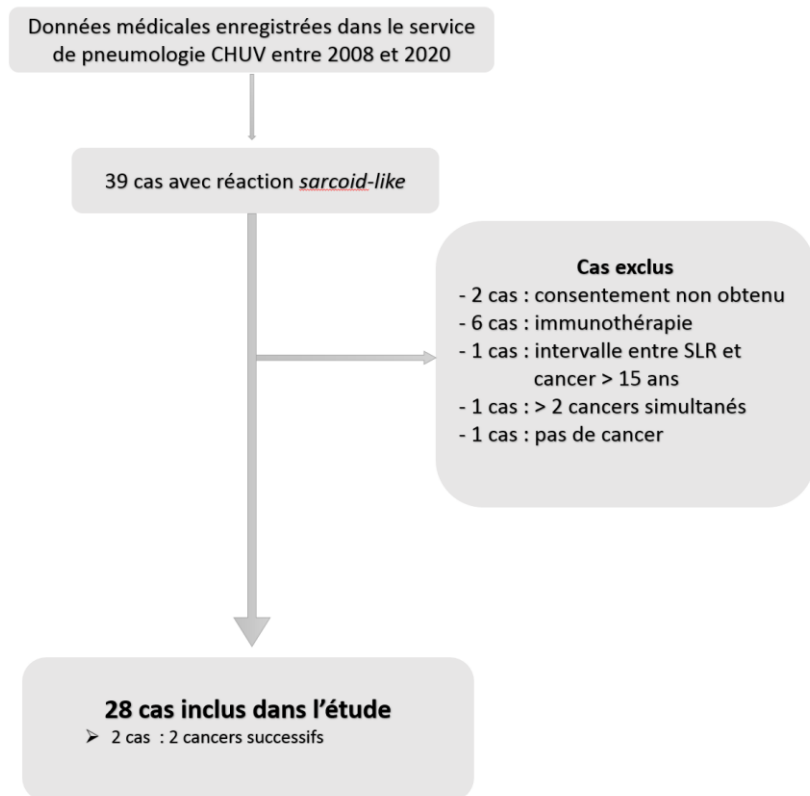 Données médicales enregistrées dans le service
de pneumologie CHUV entre 2008 et 2020
39 cas avec réaction sarcoid-like
Cas exclus
- 2 cas : consentement non obtenu
- 6 cas : immunothérapie
- 1 cas : intervalle entre SLR et
cancer > 15 ans
- 1 cas : > 2 cancers simultanés
- 1 cas : pas de cancer
28 cas inclus dans l'étude
➢ 2 cas : 2 cancers successifs